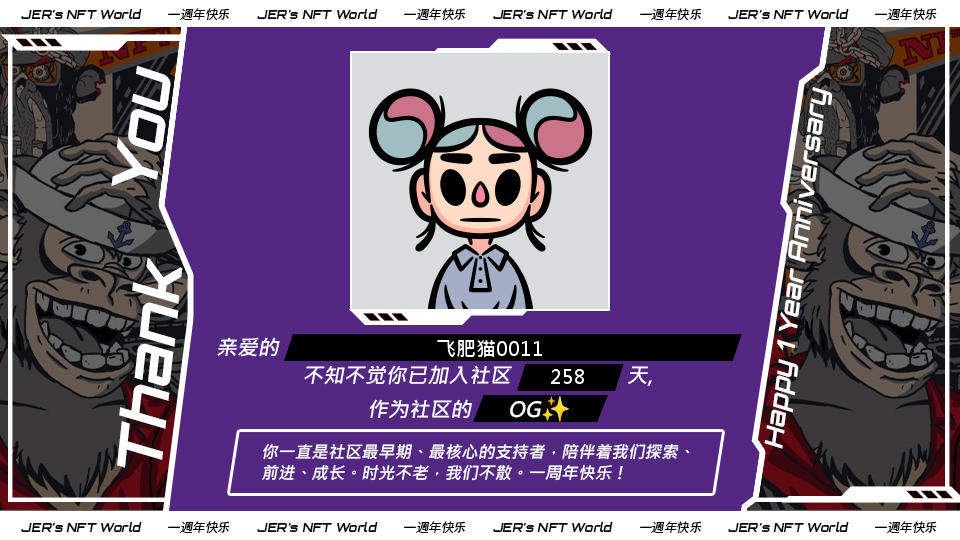 JER's NFT World 一週年快乐 JER's NFT World 一週年快乐 JER's NFT World 一週年快乐 JER's NFT World 一週年快乐
Thank You
Happy 1 Year Anniversary
亲爱的 飞肥猫0011
不知不觉你已加入社区 258 天,
作为社区的 OG✨
你一直是社区最早期、最核心的支持者，陪伴着我们探索、
前进、成长。时光不老，我们不散。一周年快乐！
JER's NFT World 一週年快乐 JER's NFT World 一週年快乐 JER's NFT World 一週年快乐 JER's NFT World 一週年快乐